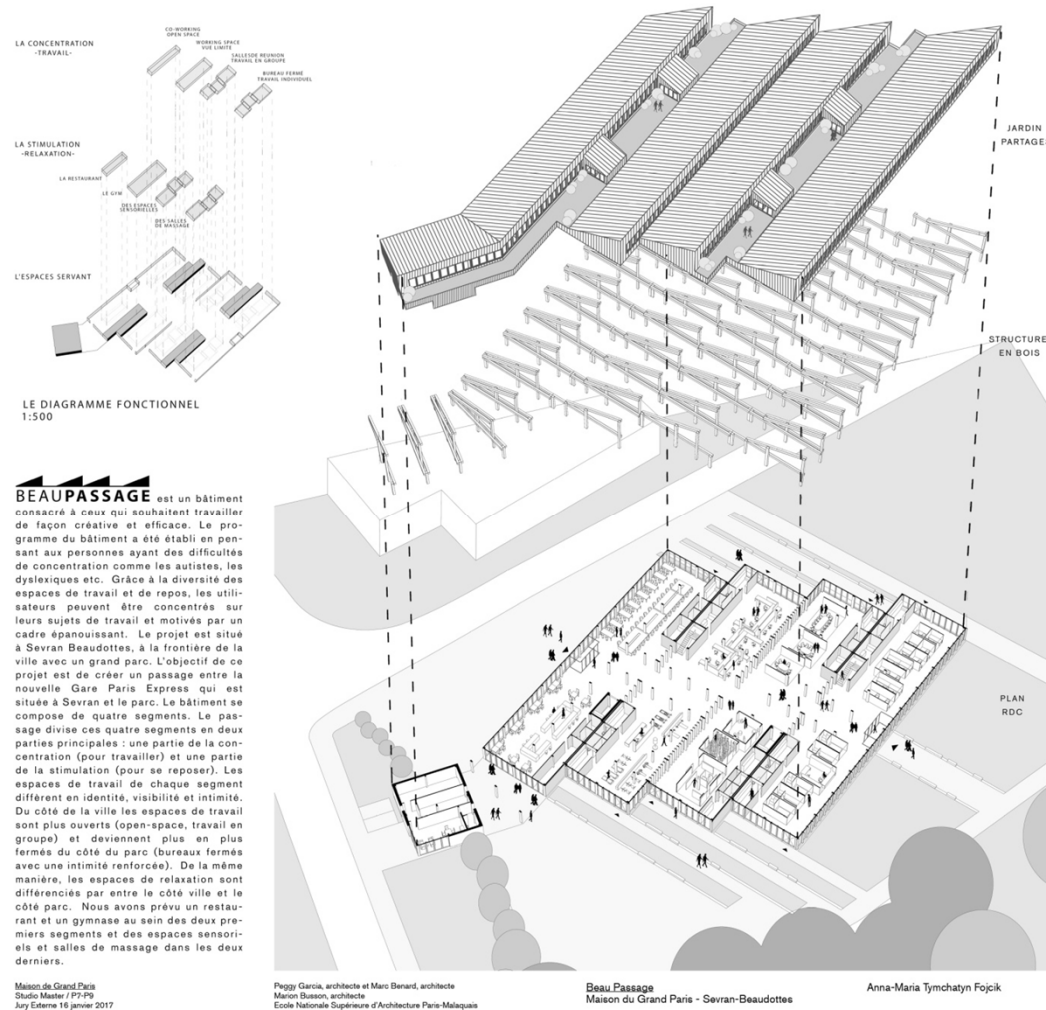 LA CONCENTRATION
-TRAVAIL-
CO-WORKING
OPEN SPACE
WORKING SPACE
VUE LIMITE
SALLESDE REUNION
TRAVAIL EN GROUPE
BUREAU FERME
TRAVAIL INDIVIDUEL
LA STIMULATION
-RELAXATION-
LA RESTAURANT
LE GYM
DES ESPACES
SENSORIELLES
DES SALLES
DE MASSAGE
L'ESPACES SERVANT
LE DIAGRAMME FONCTIONNEL
1:500
JARDIN
PARTAGE
STRUCTURE
EN BOIS
PLAN
RDC
BEAUPASSAGE est un bâtiment
consacré à ceux qui souhaitent travailler
de façon créative et efficace. Le pro-
gramme du bâtiment a été établi en pen-
sant aux personnes ayant des difficultés
de concentration comme les autistes, les
dyslexiques etc. Grâce à la diversité des
espaces de travail et de repos, les utili-
sateurs peuvent être concentrés sur
leurs sujets de travail et motivés par un
cadre épanouissant. Le projet est situé
à Sevran Beaudottes, à la frontière de la
ville avec un grand parc. L'objectif de ce
projet est de créer un passage entre la
nouvelle Gare Paris Express qui est
située à Sevran et le parc. Le bâtiment se
compose de quatre segments. Le pas-
sage divise ces quatre segments en deux
parties principales : une partie de la con-
centration (pour travailler) et une partie
de la stimulation (pour se reposer). Les
espaces de travail de chaque segment
diffèrent en identité, visibilité et intimité.
Du côté de la ville les espaces de travail
sont plus ouverts (open-space, travail en
groupe) et deviennent plus en plus
fermés du côté du parc (bureaux fermés
avec une intimité renforcée). De la même
manière, les espaces de relaxation sont
différenciés par entre le côté ville et le
côté parc. Nous avons prévu un restau-
rant et un gymnase au sein des deux pre-
miers segments et des espaces sensori-
els et salles de massage dans les deux
derniers.
Maison de Grand Paris
Studio Master / P7-P9
Jury Externe 16 janvier 2017
Peggy Garcia, architecte et Marc Benard, architecte
Marion Busson, architecte
Ecole Nationale Supérieure d'Architecture Paris-Malaquais
Beau Passage
Maison du Grand Paris - Sevran-Beaudottes
Anna-Maria Tymchatyn Fojcik